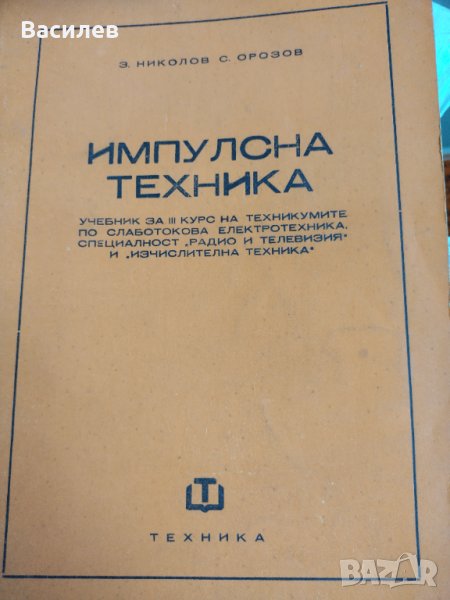 Василев
З. НИКОЛОВ С. ОРОЗОВ
ИМПУЛСНА
ТЕХНИКА
УЧЕБНИК ЗА III КУРС НА ТЕХНИКУМИТЕ
ПО СЛАБОТОКОВА ЕЛЕКТРОТЕХНИКА,
СПЕЦИАЛНОСТ „РАДИО И ТЕЛЕВИЗИЯ"
И „ИЗЧИСЛИТЕЛНА ТЕХНИКА"
Т
ТЕХНИКА
BAZAR